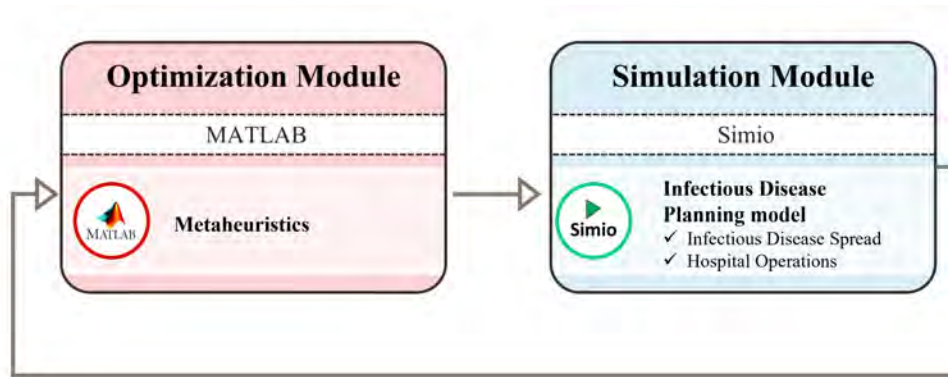 Optimization Module
MATLAB
MATLAB
Metaheuristics
Simulation Module
Simio
Simio
Infectious Disease
Planning model
✓ Infectious Disease Spread
✓ Hospital Operations